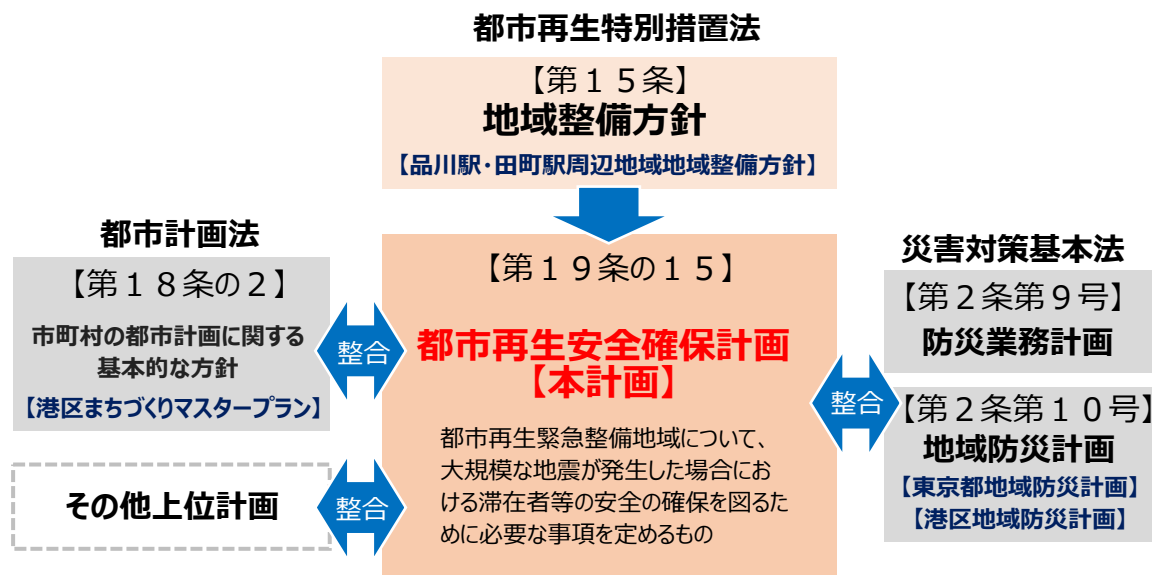 都市再生特別措置法
【第１５条】
地域整備方針
【品川駅・田町駅周辺地域地域整備方針】
都市計画法
【第１８条の２】
市町村の都市計画に関する
基本的な方針
【港区まちづくりマスタープラン】
整合
その他上位計画
整合
【第１９条の１５】
都市再生安全確保計画
【本計画】
都市再生緊急整備地域について、
大規模な地震が発生した場合にお
ける滞在者等の安全の確保を図るた
めに必要な事項を定めるもの
整合
災害対策基本法
【第２条第９号】
防災業務計画
【第２条第１０号】
地域防災計画
【東京都地域防災計画】
【港区地域防災計画】